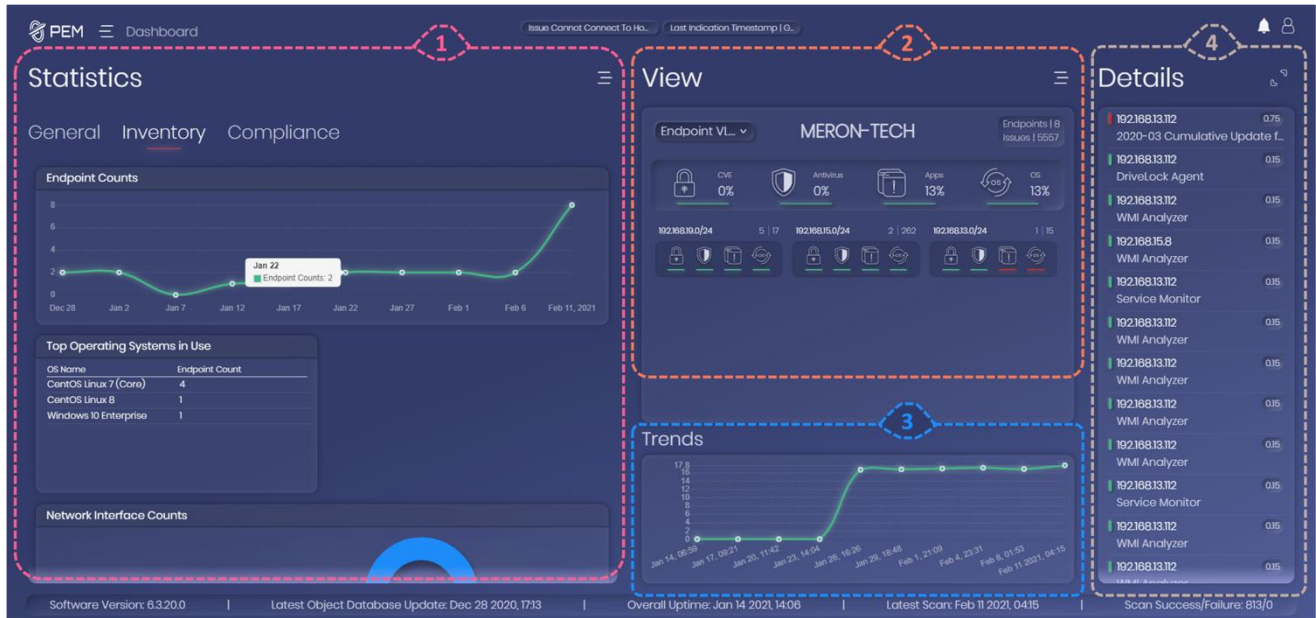 PEM
Dashboard
Issue Cannot Connect To Ho...
Last Indication Timestamp | G...
1
2
4
Statistics
General Inventory Compliance
Endpoint Counts
8
6
4
2
0
Jan 22
Endpoint Counts: 2
Dec 28 Jan 2 Jan 7 Jan 12 Jan 17 Jan 22 Jan 27 Feb 1 Feb 6 Feb 11, 2021
Top Operating Systems in Use
OS Name Endpoint Count
CentOS Linux 7 (Core) 4
CentOS Linux 8 1
Windows 10 Enterprise 1
Network Interface Counts
View
Endpoint VL...
MERON-TECH
Endpoints | 8
Issues | 5557
CVE
0%
Antivirus
0%
Apps
13%
OS
OS
13%
192.168.19.0/24 5 | 17
192.168.15.0/24 2 | 262
192.168.13.0/24 1 | 15
3
Trends
17.8
16
14
12
10
8
6
4
2
0
Jan 14, 06:59 Jan 17, 09:21 Jan 20, 11:42 Jan 23, 14:04 Jan 26, 16:26 Jan 29, 18:48 Feb 1, 21:09 Feb 4, 23:31 Feb 8, 01:53 Feb 11 2021, 04:15
Details
192.168.13.112 0.75
2020-03 Cumulative Update f...
192.168.13.112 0.15
DriveLock Agent
192.168.13.112 0.15
WMI Analyzer
192.168.15.8 0.15
WMI Analyzer
192.168.13.112 0.15
Service Monitor
192.168.13.112 0.15
WMI Analyzer
192.168.13.112 0.15
WMI Analyzer
192.168.13.112 0.15
WMI Analyzer
192.168.13.112 0.15
WMI Analyzer
192.168.13.112 0.15
Service Monitor
192.168.13.112 0.15
WMI Analyzer
192.168.13.112 0.15
WMI Analyzer
Software Version: 6.3.20.0 | Latest Object Database Update: Dec 28 2020, 17:13 | Overall Uptime: Jan 14 2021, 14:06 | Latest Scan: Feb 11 2021, 04:15 | Scan Success/Failure: 813/0